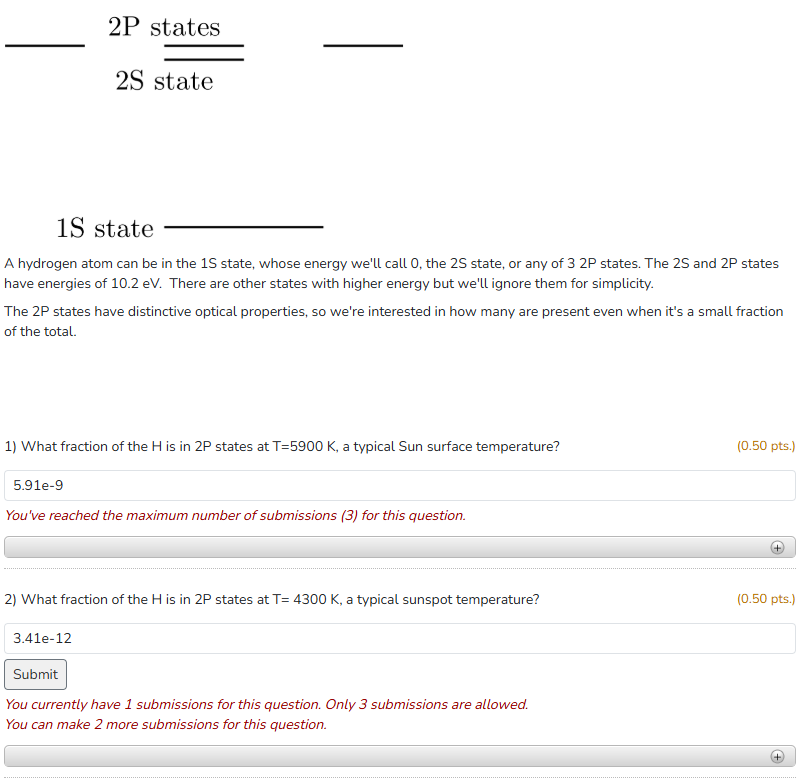 2P states
2S state
1S state
A hydrogen atom can be in the 1S state, whose energy we'll call 0, the 2S state, or any of 3 2P states. The 2S and 2P states
have energies of 10.2 eV.  There are other states with higher energy but we'll ignore them for simplicity.
The 2P states have distinctive optical properties, so we're interested in how many are present even when it's a small fraction
of the total.
1) What fraction of the H is in 2P states at T=5900 K, a typical Sun surface temperature? (0.50 pts.)
5.91e-9
You've reached the maximum number of submissions (3) for this question.
2) What fraction of the H is in 2P states at T= 4300 K, a typical sunspot temperature? (0.50 pts.)
3.41e-12
Submit
You currently have 1 submissions for this question. Only 3 submissions are allowed.
You can make 2 more submissions for this question.